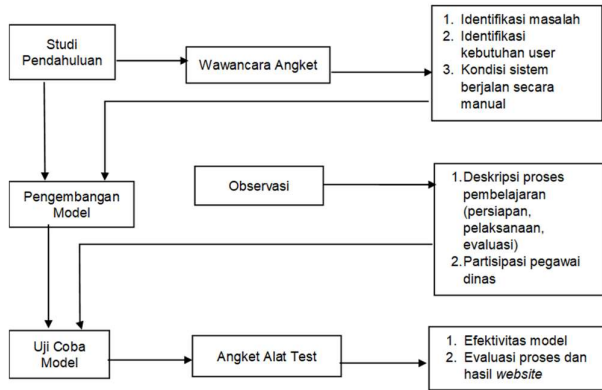 Studi
Pendahuluan
Wawancara Angket
1. Identifikasi masalah
2. Identifikasi
kebutuhan user
3. Kondisi sistem
berjalan secara
manual
Pengembangan
Model
Observasi
1.Deskripsi proses
pembelajaran
(persiapan,
pelaksanaan,
evaluasi)
2.Partisipasi pegawai
dinas
Uji Coba
Model
Angket Alat Test
1. Efektivitas model
2. Evaluasi proses dan
hasil website